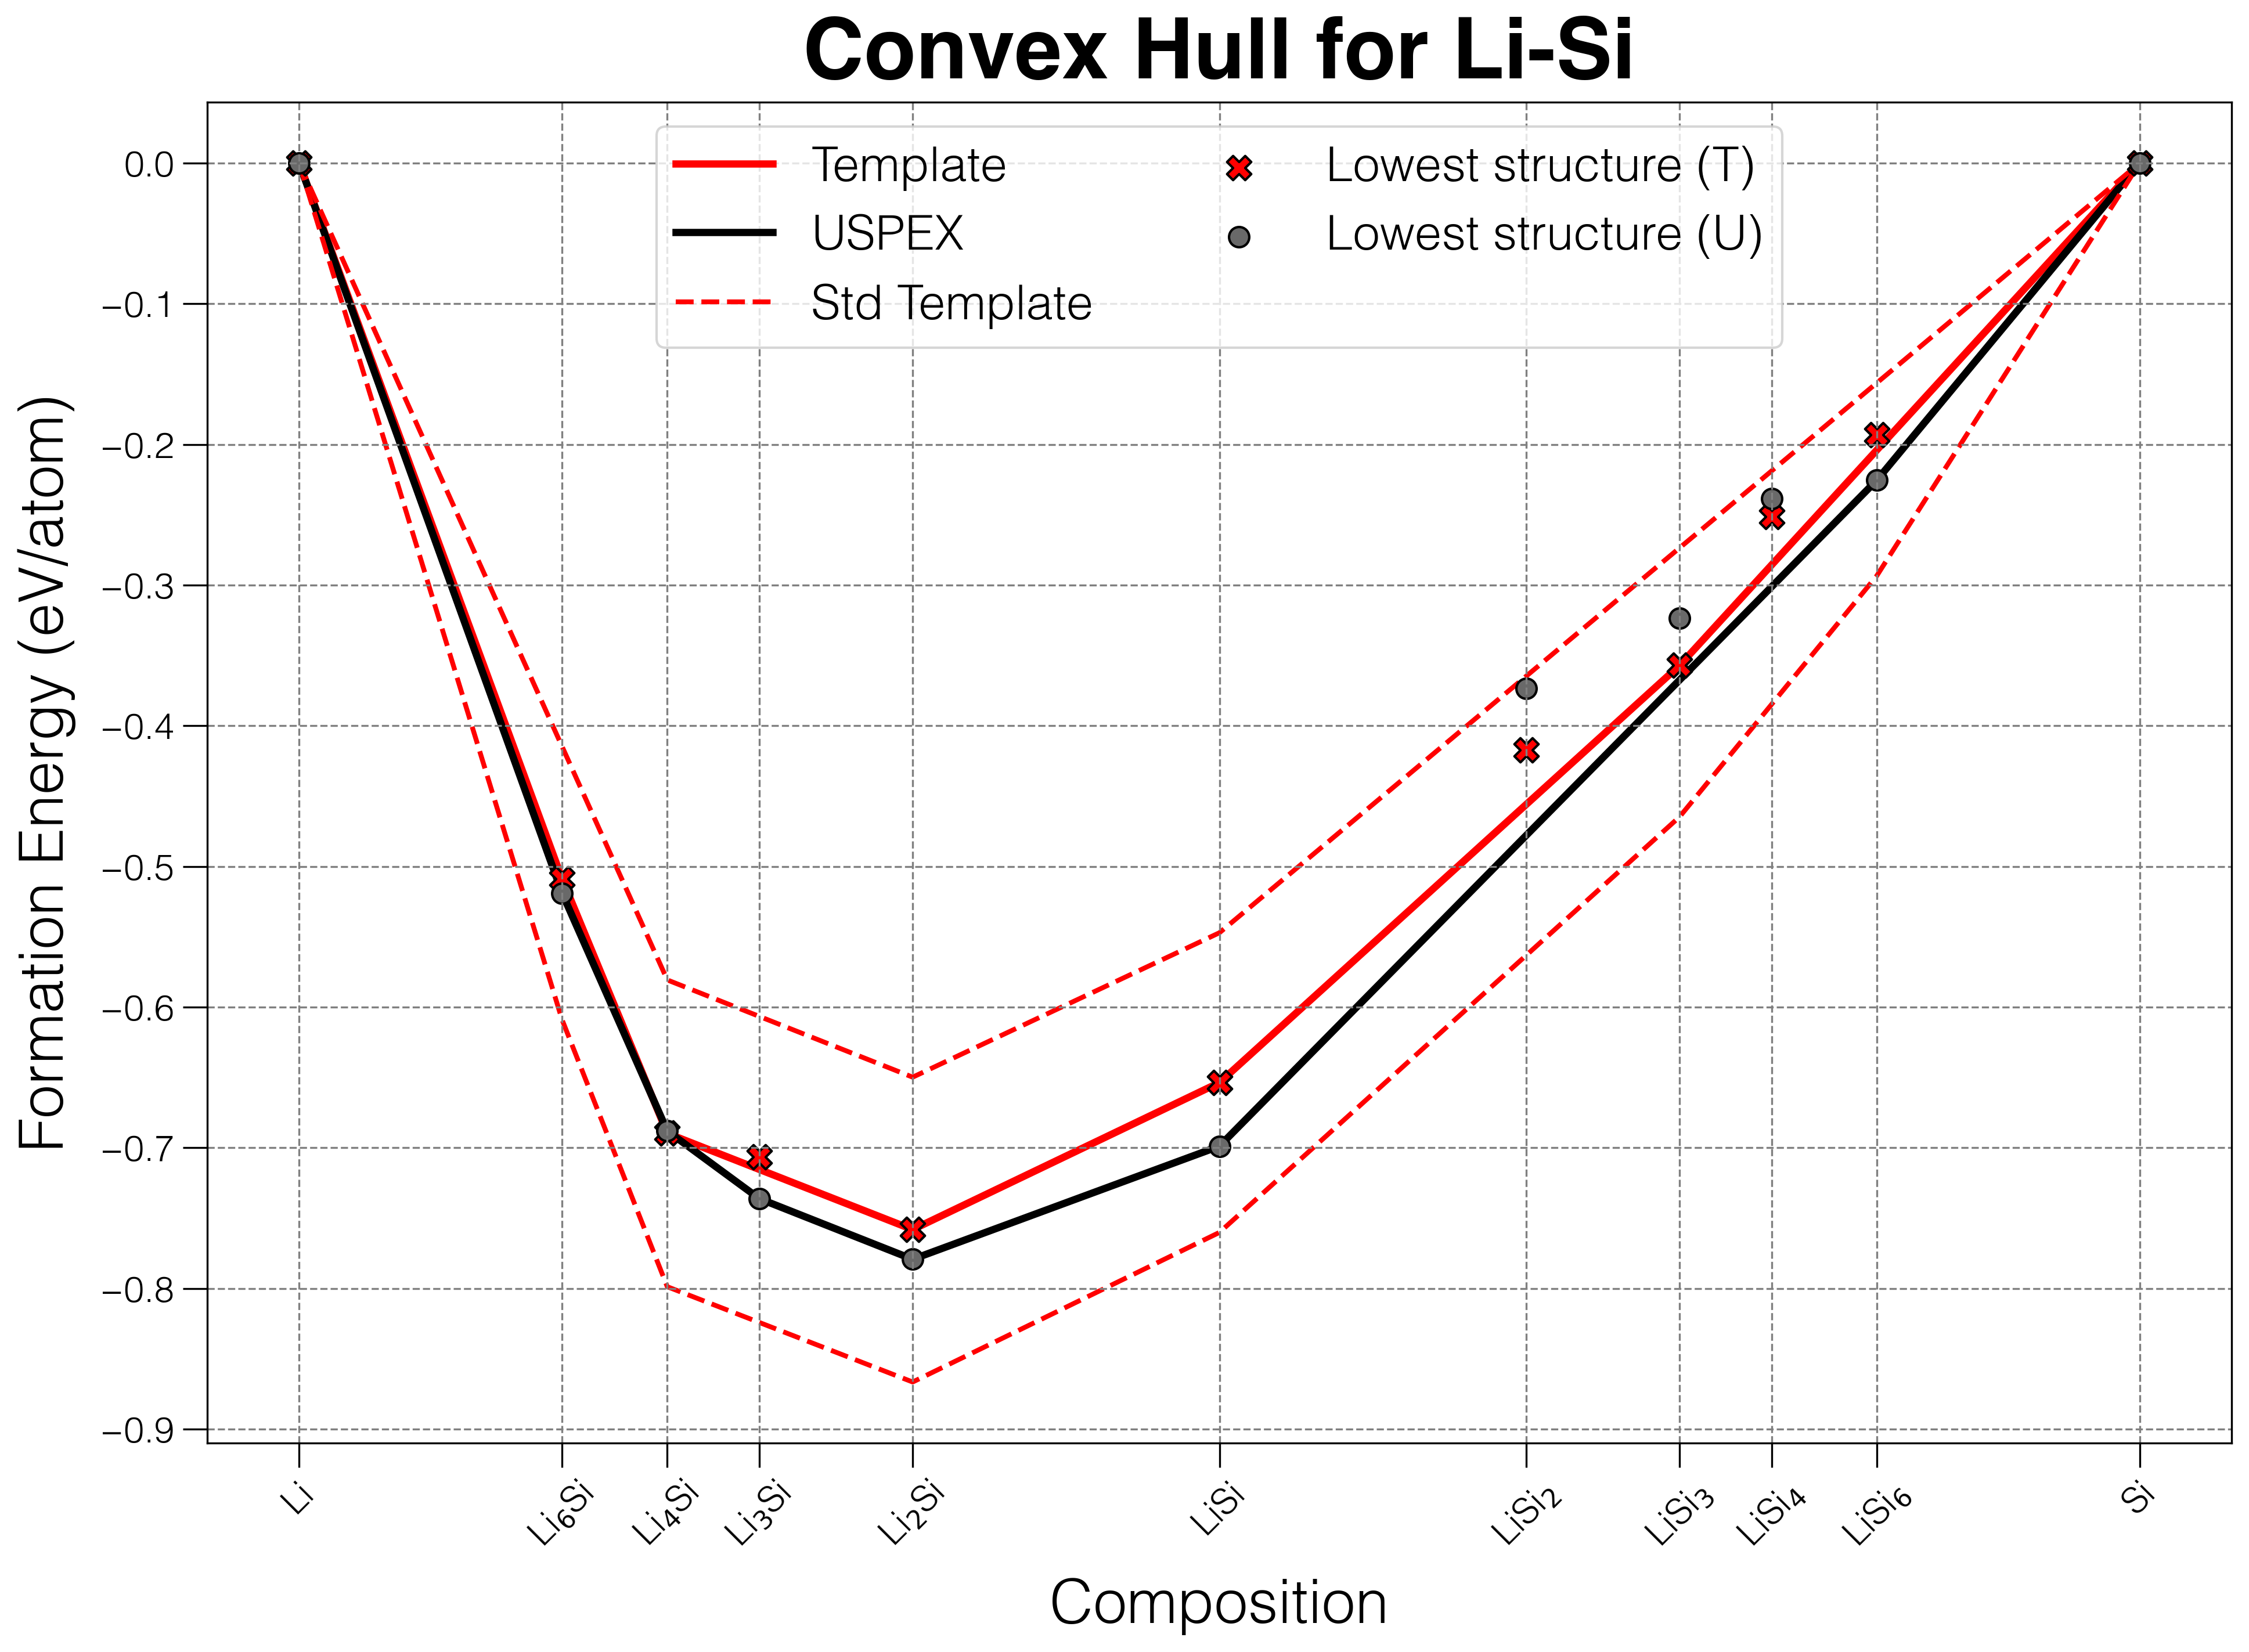 Convex Hull for Li-Si
Template
USPEX
Std Template
Lowest structure (T)
Lowest structure (U)
Formation Energy (eV/atom)
0.0
−0.1
−0.2
−0.3
−0.4
−0.5
−0.6
−0.7
−0.8
−0.9
Li
Li₆Si
Li₄Si
Li₃Si
Li₂Si
LiSi
LiSi₂
LiSi₃
LiSi₄
LiSi₆
Si
Composition